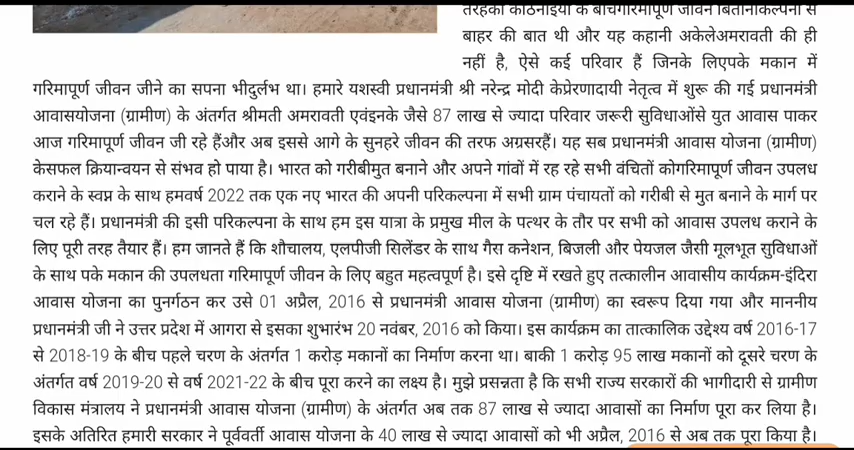 तरहकी कठिनाइयों के बीचगरिमापूर्ण जीवन बितानाकल्पना से
बाहर की बात थी और यह कहानी अकेलेअमरावती की ही
नहीं है, ऐसे कई परिवार हैं जिनके लिएपके मकान में
गरिमापूर्ण जीवन जीने का सपना भीदुर्लभ था। हमारे यशस्वी प्रधानमंत्री श्री नरेन्द्र मोदी केप्रेरणादायी नेतृत्व में शुरू की गई प्रधानमंत्री
आवासयोजना (ग्रामीण) के अंतर्गत श्रीमती अमरावती एवंइनके जैसे 87 लाख से ज्यादा परिवार जरूरी सुविधाओंसे युत आवास पाकर
आज गरिमापूर्ण जीवन जी रहे हैंऔर अब इससे आगे के सुनहरे जीवन की तरफ अग्रसरहैं। यह सब प्रधानमंत्री आवास योजना (ग्रामीण)
केसफल क्रियान्वयन से संभव हो पाया है। भारत को गरीबीमुत बनाने और अपने गांवों में रह रहे सभी वंचितों कोगरिमापूर्ण जीवन उपलध
कराने के स्वप्न के साथ हमवर्ष 2022 तक एक नए भारत की अपनी परिकल्पना में सभी ग्राम पंचायतों को गरीबी से मुत बनाने के मार्ग पर
चल रहे हैं। प्रधानमंत्री की इसी परिकल्पना के साथ हम इस यात्रा के प्रमुख मील के पत्थर के तौर पर सभी को आवास उपलध कराने के
लिए पूरी तरह तैयार हैं। हम जानते हैं कि शौचालय, एलपीजी सिलेंडर के साथ गैस कनेशन, बिजली और पेयजल जैसी मूलभूत सुविधाओं
के साथ पके मकान की उपलधता गरिमापूर्ण जीवन के लिए बहुत महत्वपूर्ण है। इसे दृष्टि में रखते हुए तत्कालीन आवासीय कार्यक्रम-इंदिरा
आवास योजना का पुनर्गठन कर उसे 01 अप्रैल, 2016 से प्रधानमंत्री आवास योजना (ग्रामीण) का स्वरूप दिया गया और माननीय
प्रधानमंत्री जी ने उत्तर प्रदेश में आगरा से इसका शुभारंभ 20 नवंबर, 2016 को किया। इस कार्यक्रम का तात्कालिक उद्देश्य वर्ष 2016-17
से 2018-19 के बीच पहले चरण के अंतर्गत 1 करोड़ मकानों का निर्माण करना था। बाकी 1 करोड़ 95 लाख मकानों को दूसरे चरण के
अंतर्गत वर्ष 2019-20 से वर्ष 2021-22 के बीच पूरा करने का लक्ष्य है। मुझे प्रसन्नता है कि सभी राज्य सरकारों की भागीदारी से ग्रामीण
विकास मंत्रालय ने प्रधानमंत्री आवास योजना (ग्रामीण) के अंतर्गत अब तक 87 लाख से ज्यादा आवासों का निर्माण पूरा कर लिया है।
इसके अतिरित हमारी सरकार ने पूर्ववर्ती आवास योजना के 40 लाख से ज्यादा आवासों को भी अप्रैल, 2016 से अब तक पूरा किया है।